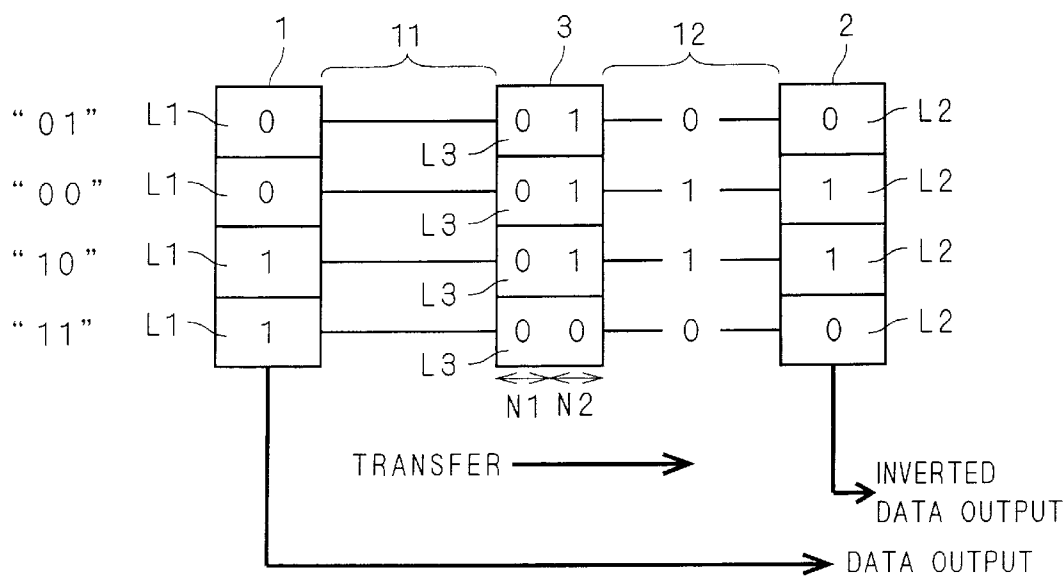 1 11 3 12 2
“01” L1 0 0 1 0 0 L2
L3
“00” L1 0 0 1 1 1 L2
L3
“10” L1 1 0 1 1 1 L2
L3
“11” L1 1 0 0 0 0 L2
L3
N1 N2
TRANSFER
INVERTED
DATA OUTPUT
DATA OUTPUT